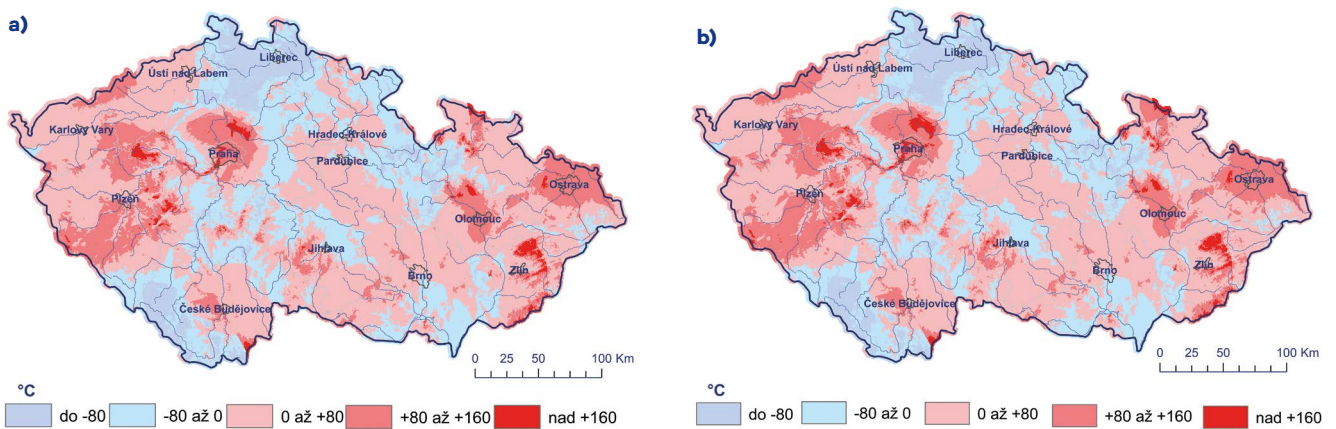 a)
Liberec
Ústí nad Labem
Karlovy Vary
Hradec Králové
Praha
Pardubice
Ostrava
Plzeň
Olomouc
Jihlava
Zlín
Brno
České Budějovice
0 25 50 100 Km
°C
do -80
-80 až 0
0 až +80
+80 až +160
nad +160
b)
Liberec
Ústí nad Labem
Karlovy Vary
Hradec Králové
Praha
Pardubice
Ostrava
Plzeň
Olomouc
Jihlava
Zlín
Brno
České Budějovice
0 25 50 100 Km
°C
do -80
-80 až 0
0 až +80
+80 až +160
nad +160